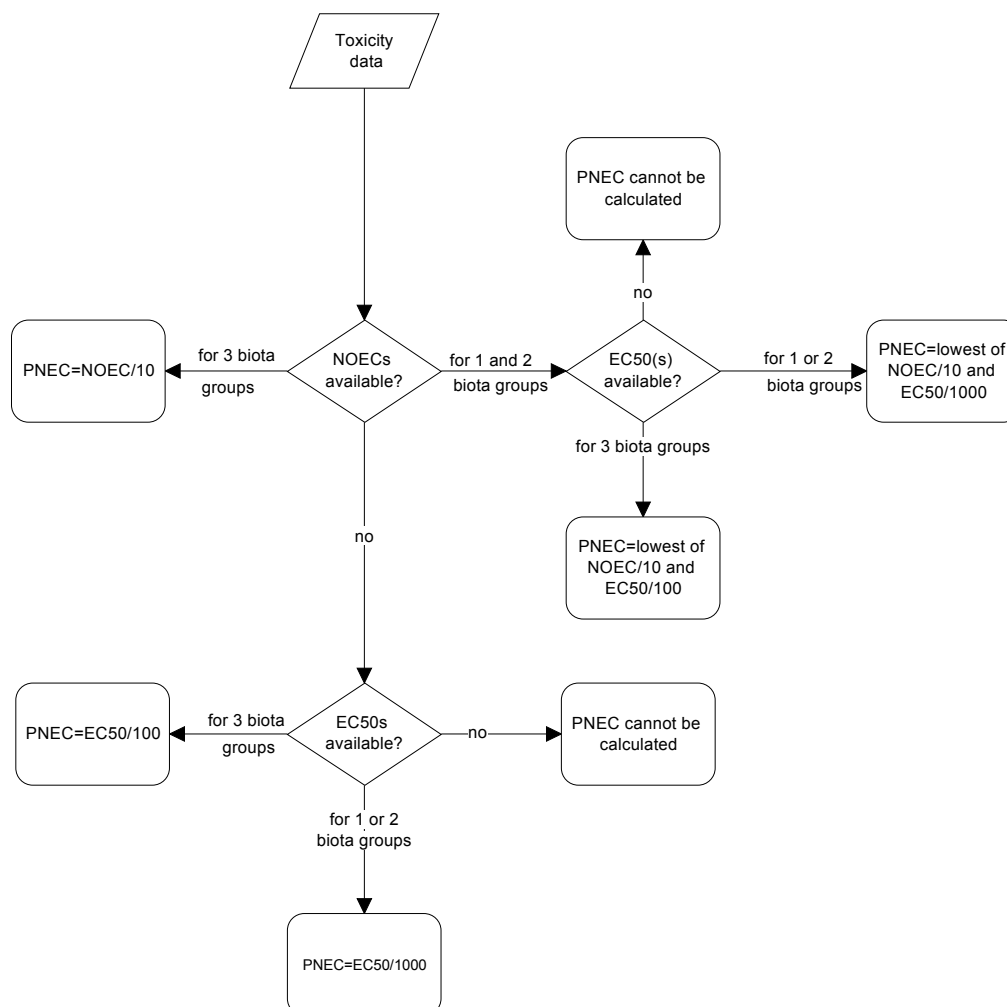 Toxicity
data
PNEC cannot be
calculated
no
PNEC=NOEC/10
for 3 biota
groups
NOECs
available?
for 1 and 2
biota groups
EC50(s)
available?
for 1 or 2
biota groups
PNEC=lowest of
NOEC/10 and
EC50/1000
for 3 biota groups
PNEC=lowest of
NOEC/10 and
EC50/100
no
PNEC=EC50/100
for 3 biota
groups
EC50s
available?
no
PNEC cannot be
calculated
for 1 or 2
biota groups
PNEC=EC50/1000